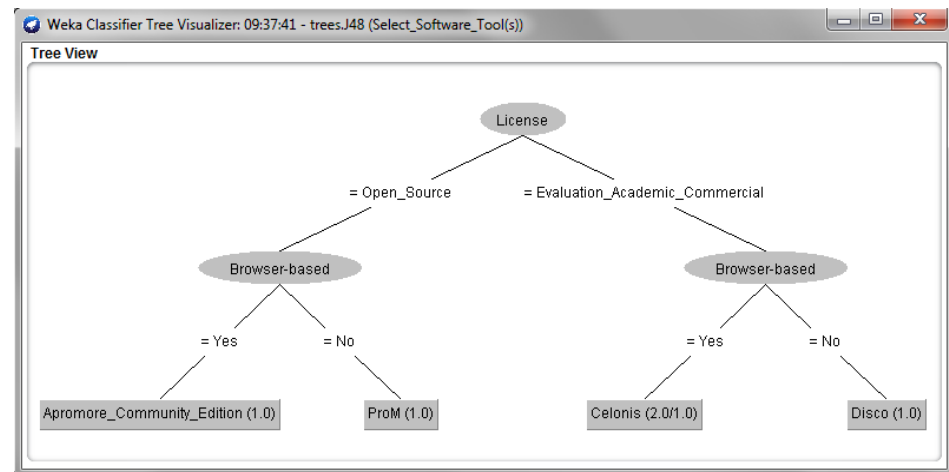 Weka Classifier Tree Visualizer: 09:37:41 - trees.J48 (Select_Software_Tool(s))
Tree View
License
= Open_Source
= Evaluation_Academic_Commercial
Browser-based
Browser-based
= Yes
= No
= Yes
= No
Apromore_Community_Edition (1.0)
ProM (1.0)
Celonis (2.0/1.0)
Disco (1.0)